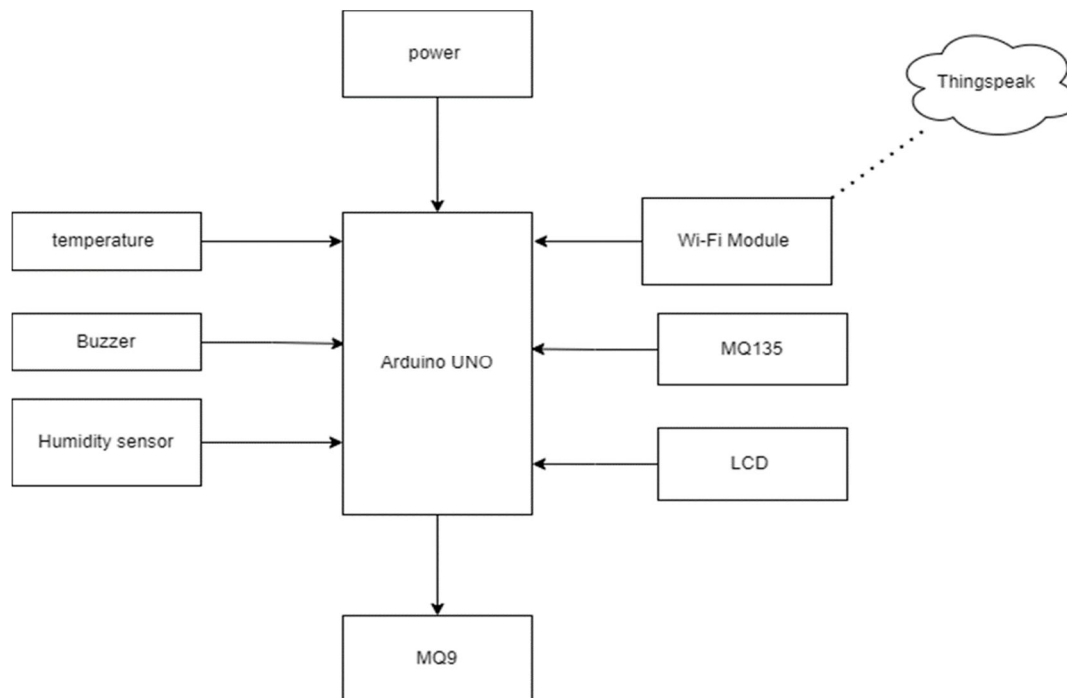 power
Thingspeak
temperature
Wi-Fi Module
Buzzer
Arduino UNO
MQ135
Humidity sensor
LCD
MQ9